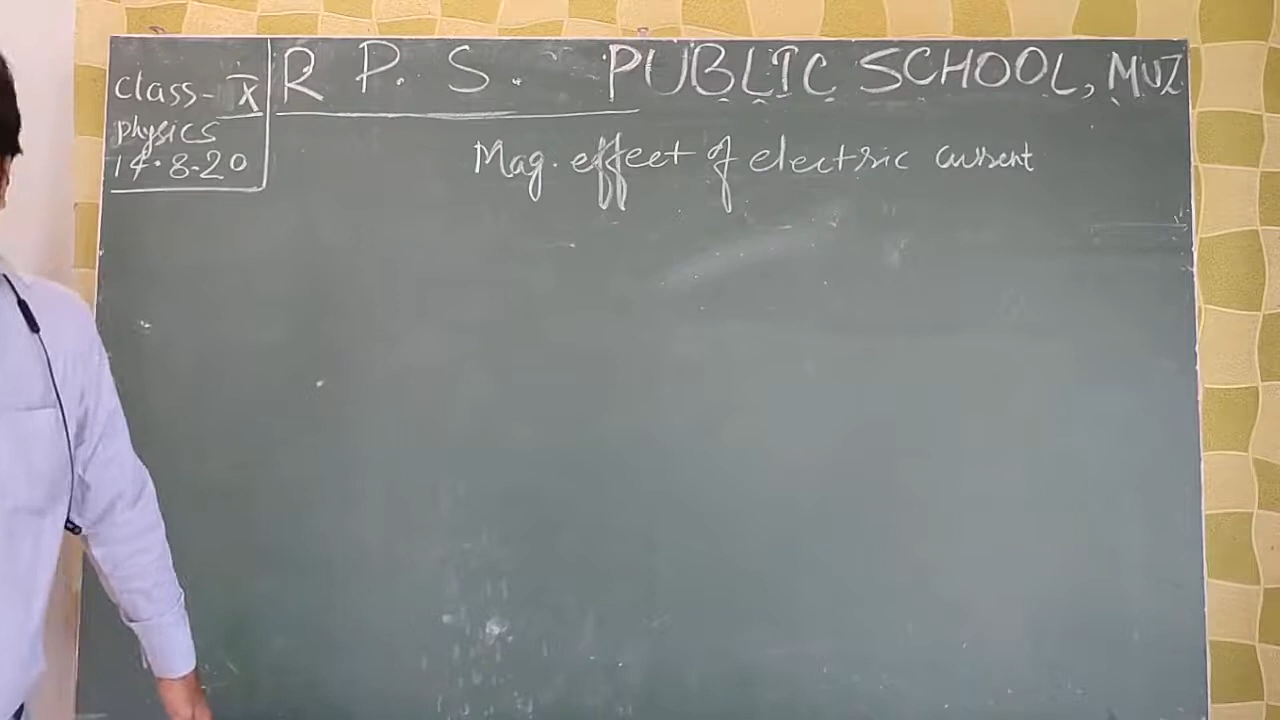 Class- X
physics
14.8.20
R P. S. PUBLIC SCHOOL, MUZ
Mag. effect of electric current